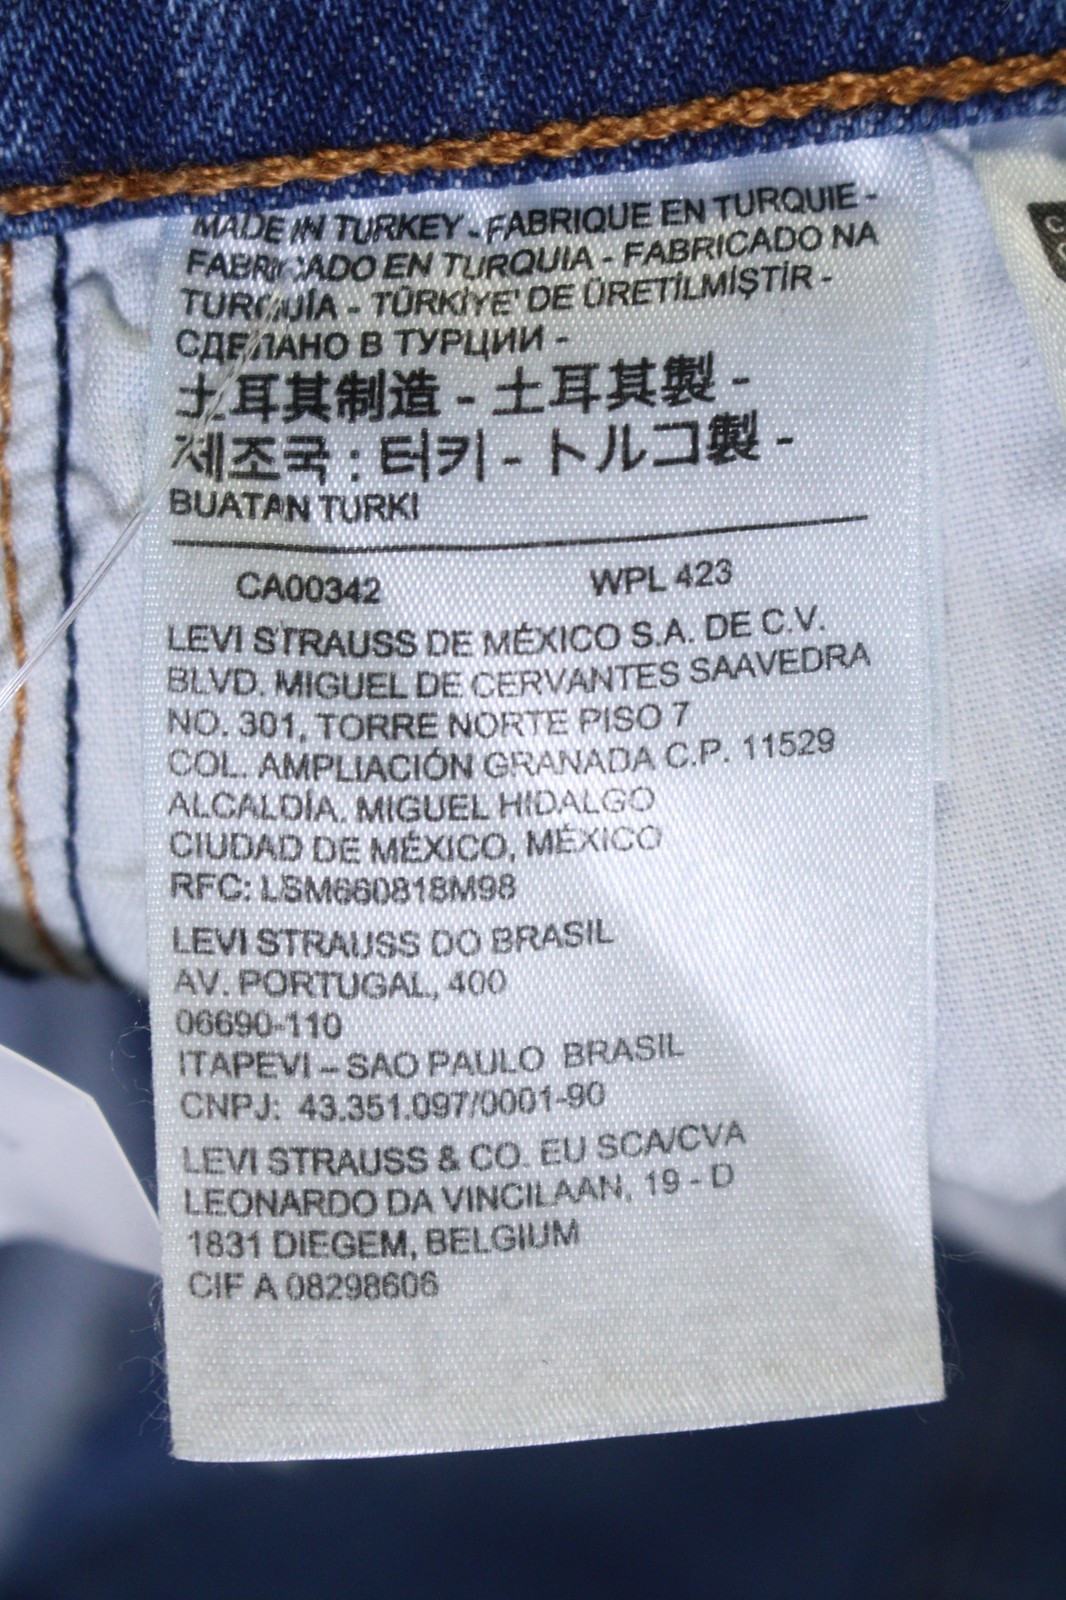 MADE IN TURKEY - FABRIQUE EN TURQUIE -
FABRICADO EN TURQUIA - FABRICADO NA
TURQUÍA - TÜRKİYE' DE ÜRETİLMİŞTİR -
СДЕЛАНО В ТУРЦИИ -
土耳其制造 - 土耳其製 -
제조국 : 터키 - トルコ製 -
BUATAN TURKI
CA00342 WPL 423
LEVI STRAUSS DE MÉXICO S.A. DE C.V.
BLVD. MIGUEL DE CERVANTES SAAVEDRA
NO. 301, TORRE NORTE PISO 7
COL. AMPLIACIÓN GRANADA C.P. 11529
ALCALDÍA. MIGUEL HIDALGO
CIUDAD DE MÉXICO, MÉXICO
RFC: LSM660818M98
LEVI STRAUSS DO BRASIL
AV. PORTUGAL, 400
06690-110
ITAPEVI – SAO PAULO BRASIL
CNPJ: 43.351.097/0001-90
LEVI STRAUSS & CO. EU SCA/CVA
LEONARDO DA VINCILAAN, 19 - D
1831 DIEGEM, BELGIUM
CIF A 08298606